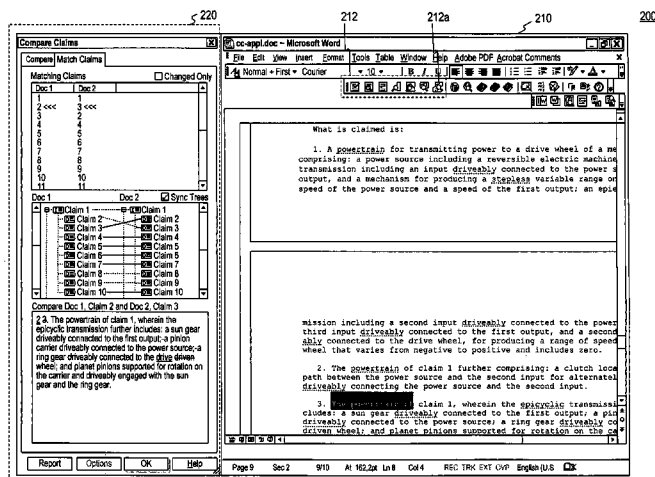 220
212
212a
210
200
Compare Claims
Compare Match Claims
Matching Claims
Changed Only
Doc 1 Doc 2
1 1
2 <<< 3 <<<
3 2
4 4
5 5
6 6
7 7
8 8
9 9
10 10
11 11
Doc 1 Doc 2 Sync Trees
Claim 1 Claim 1
Claim 2 Claim 2
Claim 3 Claim 3
Claim 4 Claim 4
Claim 5 Claim 5
Claim 6 Claim 6
Claim 7 Claim 7
Claim 8 Claim 8
Claim 9 Claim 9
Claim 10 Claim 10
Compare Doc 1, Claim 2 and Doc 2, Claim 3
2 3. The powertrain of claim 1, wherein the
epicyclic transmission further includes: a sun gear
driveably connected to the first output; a pinion
carrier driveably connected to the power source; a
ring gear driveably connected to the drive driven
wheel; and planet pinions supported for rotation on
the carrier and driveably engaged with the sun
gear and the ring gear.
Report Options OK Help
cc-appl.doc - Microsoft Word
File Edit View Insert Format Tools Table Window Help Adobe PDF Acrobat Comments
Normal + First Courier 10 B I U
What is claimed is:
1. A powertrain for transmitting power to a drive wheel of a me
comprising: a power source including a reversible electric machine
transmission including an input driveably connected to the power s
output, and a mechanism for producing a stepless variable range on
speed of the power source and a speed of the first output; an epic
mission including a second input driveably connected to the power
third input driveably connected to the first output, and a second
ably connected to the drive wheel, for producing a range of speed
wheel that varies from negative to positive and includes zero.
2. The powertrain of claim 1 further comprising: a clutch loca
path between the power source and the second input for alternatel
driveably connecting the power source and the second input.
3. claim 1, wherein the epicyclic transmissi
cludes: a sun gear driveably connected to the first output; a pin
driveably connected to the power source; a ring gear driveably co
driven wheel; and planet pinions supported for rotation on the ca
Page 9 Sec 2 9/10 At 162.2pt Ln 8 Col 4 REC TRK EXT OVP English (U.S